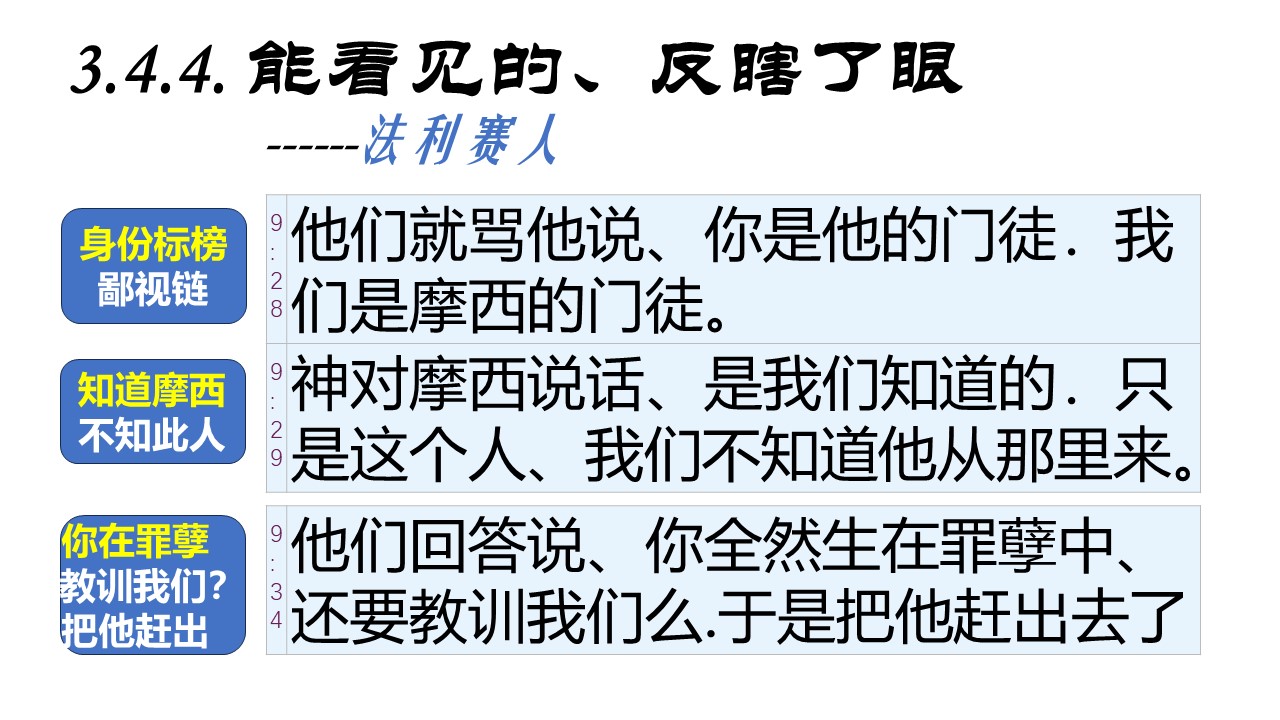 3.4.4. 能看见的、反瞎了眼
------法利赛人
身份标榜
鄙视链
9:28
他们就骂他说、你是他的门徒．我
们是摩西的门徒。
知道摩西
不知此人
9:29
神对摩西说话、是我们知道的．只
是这个人、我们不知道他从那里来。
你在罪孽
教训我们？
把他赶出
9:34
他们回答说、你全然生在罪孽中、
还要教训我们么.于是把他赶出去了